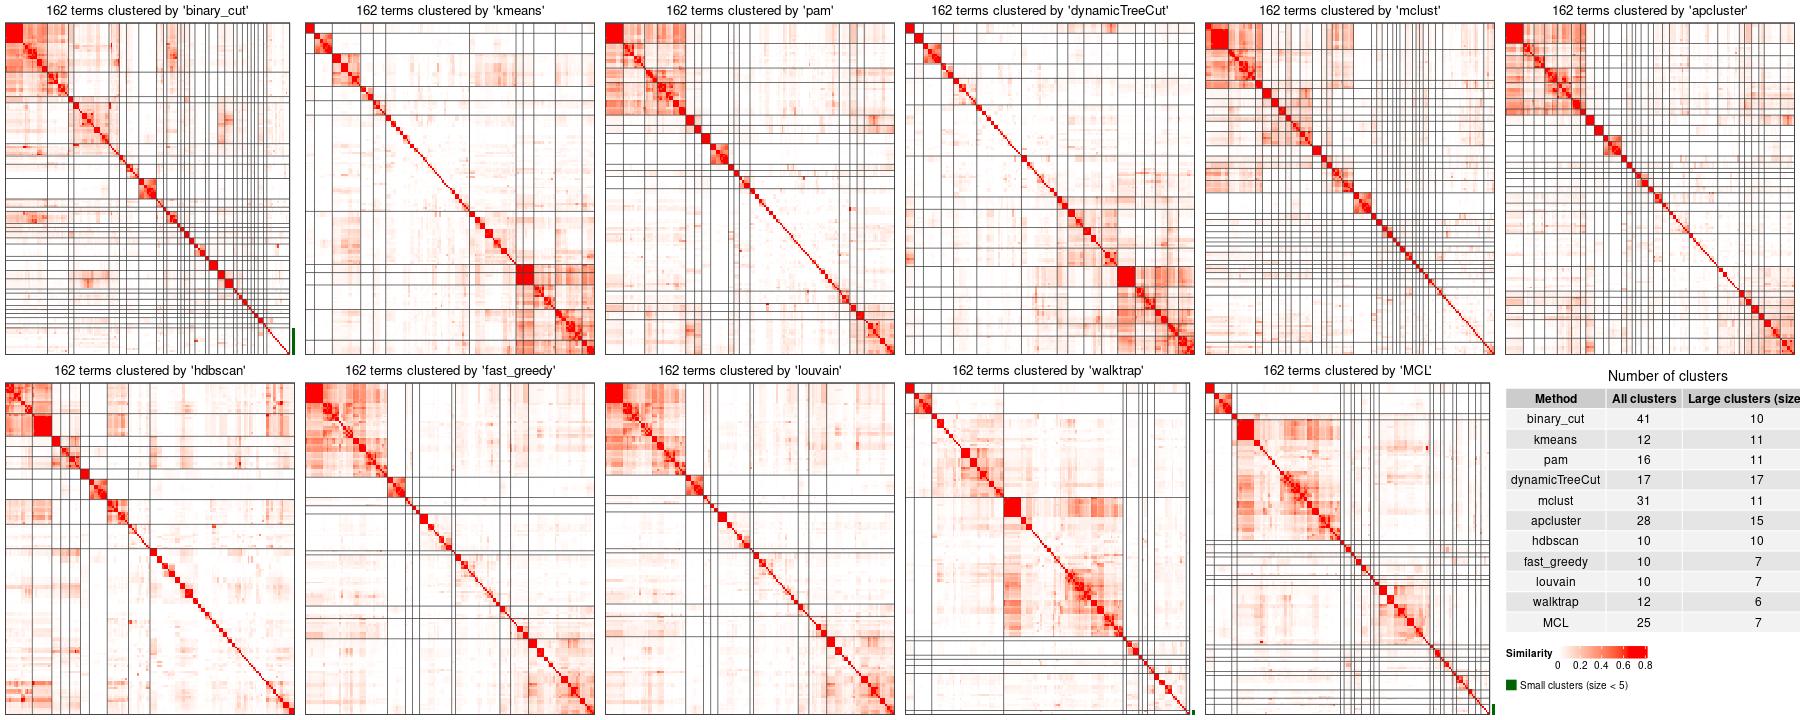 162 terms clustered by 'binary_cut'
162 terms clustered by 'kmeans'
162 terms clustered by 'pam'
162 terms clustered by 'dynamicTreeCut'
162 terms clustered by 'mclust'
162 terms clustered by 'apcluster'
162 terms clustered by 'hdbscan'
162 terms clustered by 'fast_greedy'
162 terms clustered by 'louvain'
162 terms clustered by 'walktrap'
162 terms clustered by 'MCL'
Number of clusters
Method All clusters Large clusters (size
binary_cut 41 10
kmeans 12 11
pam 16 11
dynamicTreeCut 17 17
mclust 31 11
apcluster 28 15
hdbscan 10 10
fast_greedy 10 7
louvain 10 7
walktrap 12 6
MCL 25 7
Similarity
0 0.2 0.4 0.6 0.8
Small clusters (size < 5)